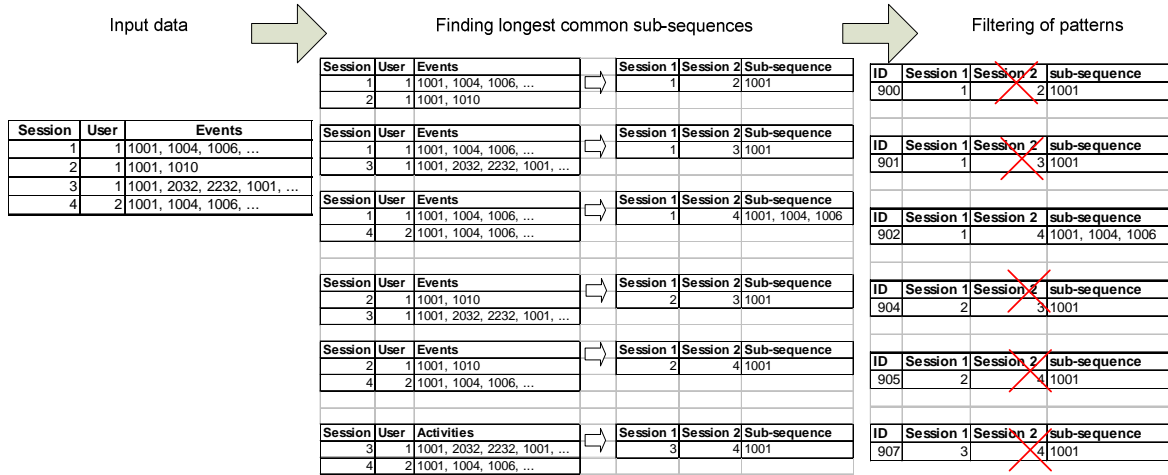 Input data
Finding longest common sub-sequences
Filtering of patterns
Session User Events
1 1 1001, 1004, 1006, ...
2 1 1001, 1010
3 1 1001, 2032, 2232, 1001, ...
4 2 1001, 1004, 1006, ...
Session User Events
1 1 1001, 1004, 1006, ...
2 1 1001, 1010
Session 1 Session 2 Sub-sequence
1 2 1001
Session User Events
1 1 1001, 1004, 1006, ...
3 1 1001, 2032, 2232, 1001, ...
Session 1 Session 2 Sub-sequence
1 3 1001
Session User Events
1 1 1001, 1004, 1006, ...
4 2 1001, 1004, 1006, ...
Session 1 Session 2 Sub-sequence
1 4 1001, 1004, 1006
Session User Events
2 1 1001, 1010
3 1 1001, 2032, 2232, 1001, ...
Session 1 Session 2 Sub-sequence
2 3 1001
Session User Events
2 1 1001, 1010
4 2 1001, 1004, 1006, ...
Session 1 Session 2 Sub-sequence
2 4 1001
Session User Activities
3 1 1001, 2032, 2232, 1001, ...
4 2 1001, 1004, 1006, ...
Session 1 Session 2 Sub-sequence
3 4 1001
ID Session 1 Session 2 sub-sequence
900 1 2 1001
ID Session 1 Session 2 sub-sequence
901 1 3 1001
ID Session 1 Session 2 sub-sequence
902 1 4 1001, 1004, 1006
ID Session 1 Session 2 sub-sequence
904 2 3 1001
ID Session 1 Session 2 sub-sequence
905 2 4 1001
ID Session 1 Session 2 sub-sequence
907 3 4 1001